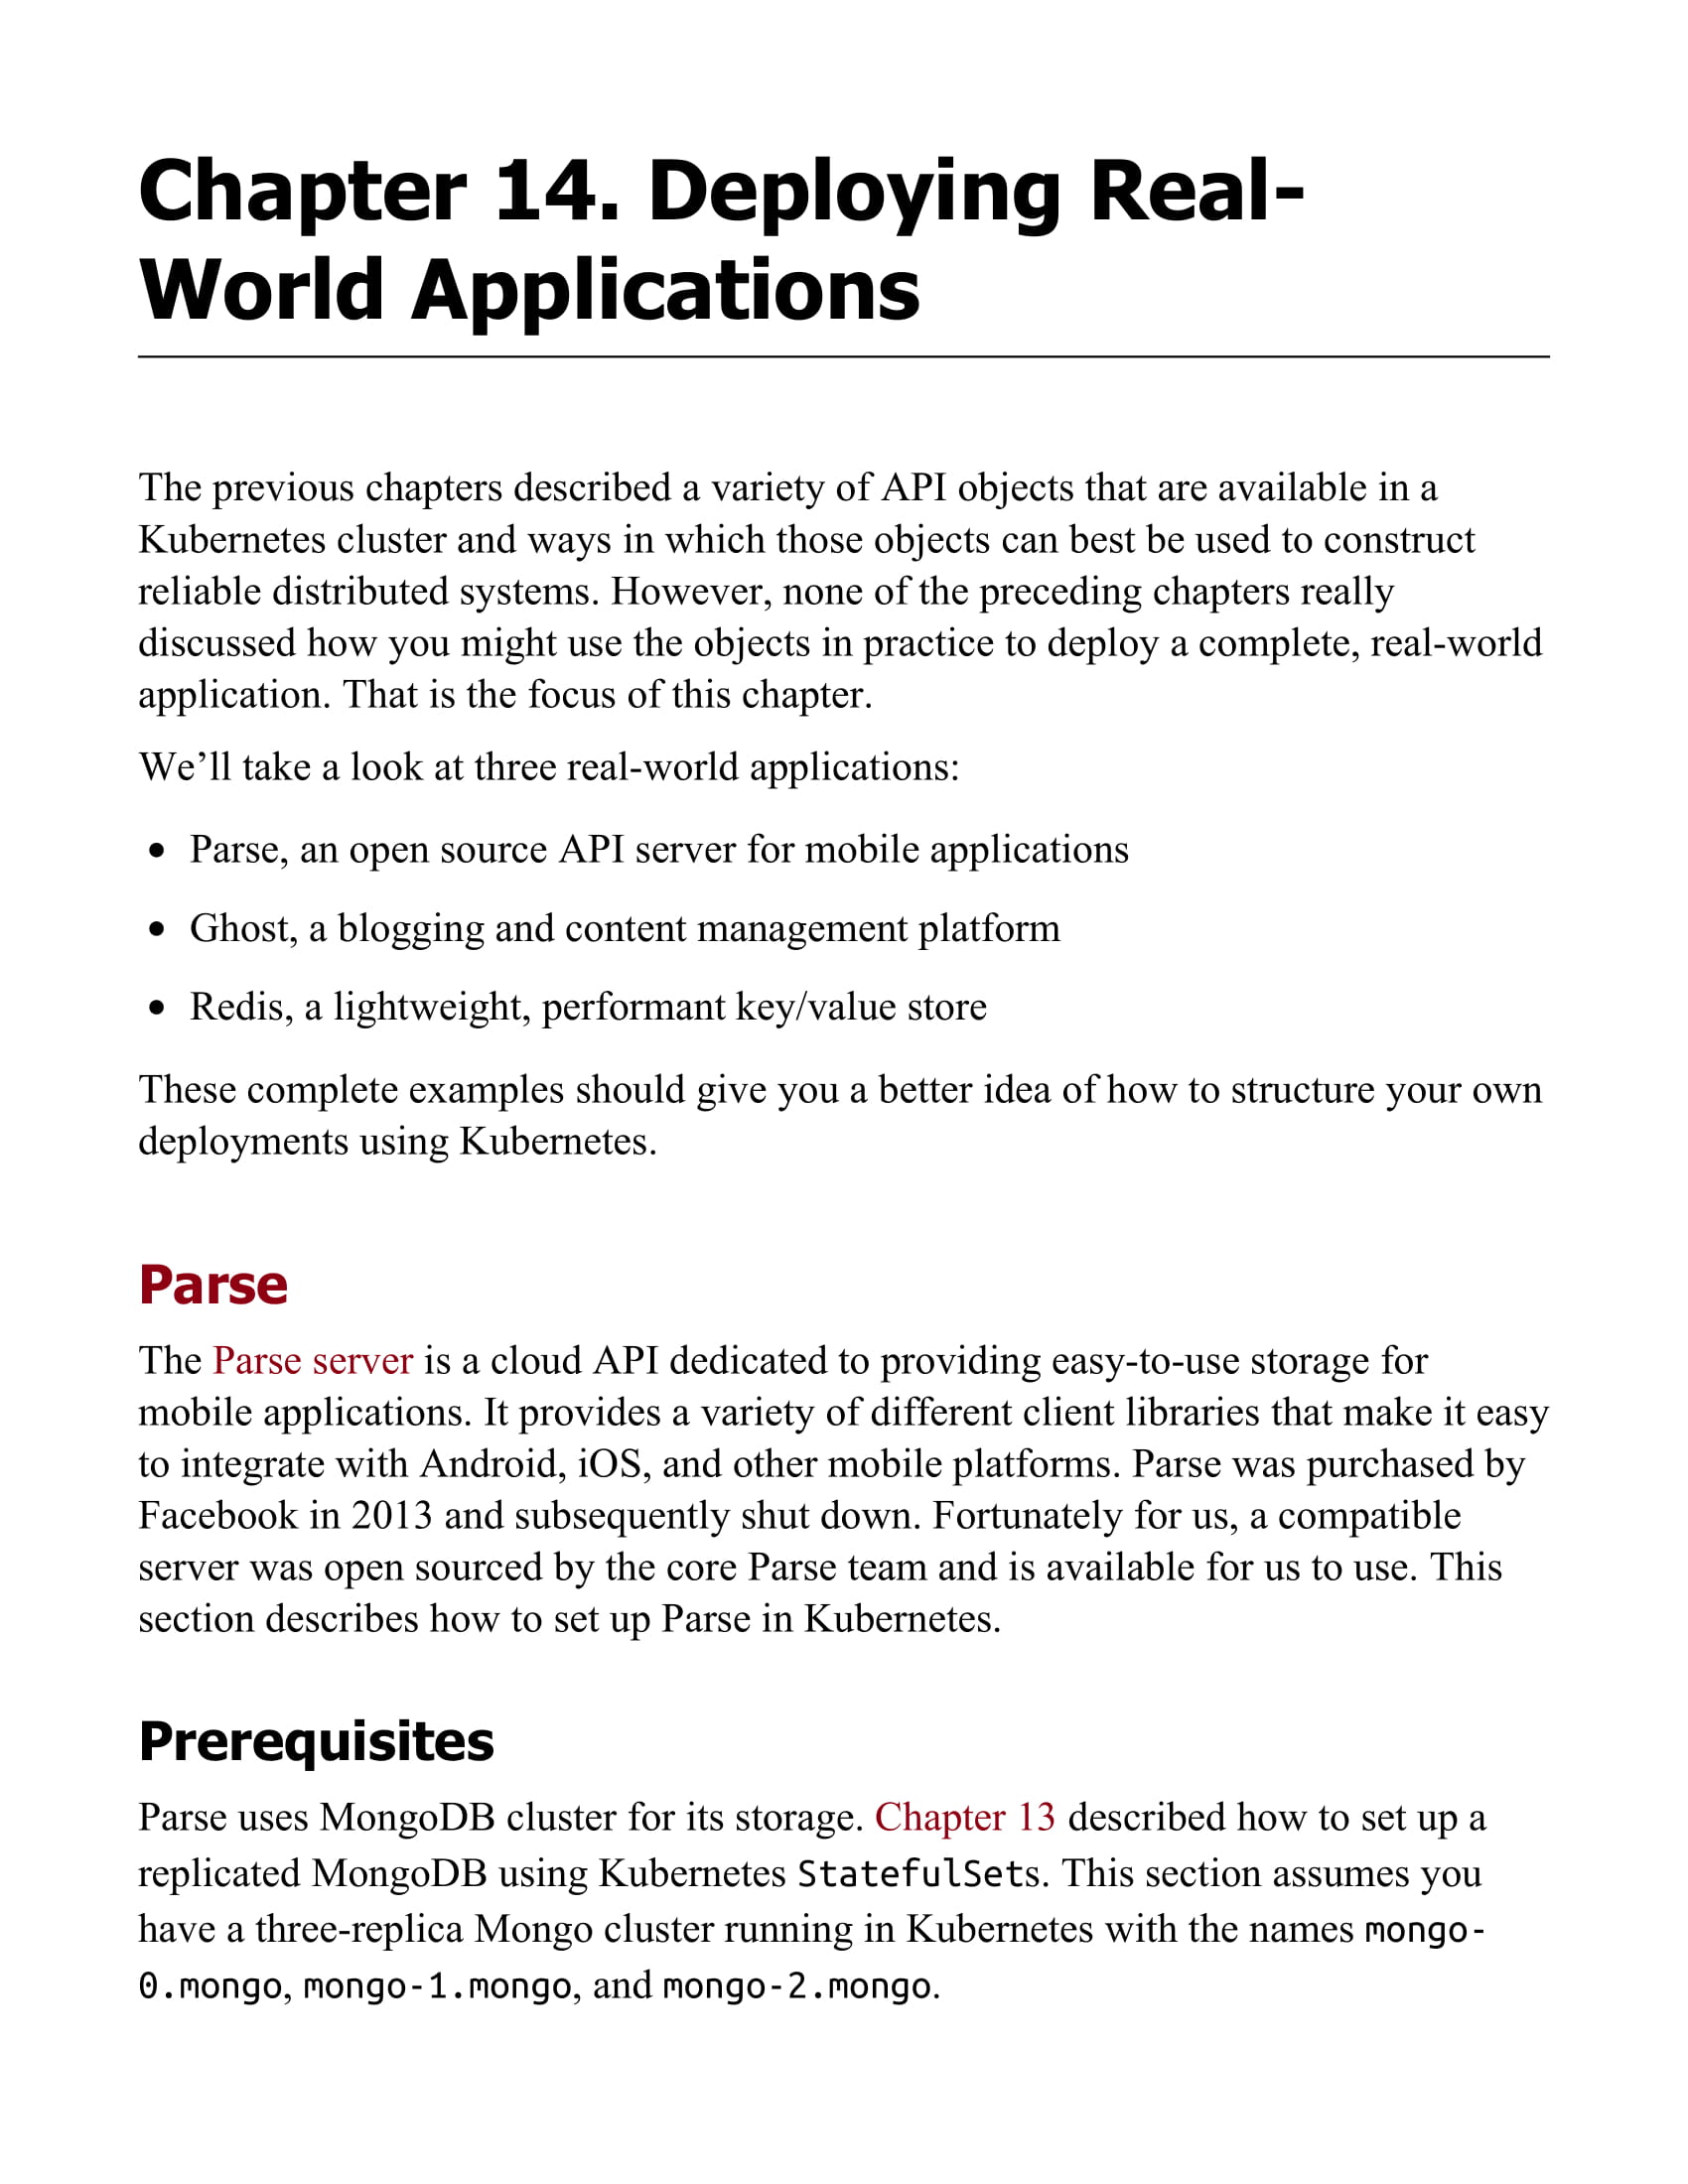 Chapter 14. Deploying Real-
World Applications
The previous chapters described a variety of API objects that are available in a
Kubernetes cluster and ways in which those objects can best be used to construct
reliable distributed systems. However, none of the preceding chapters really
discussed how you might use the objects in practice to deploy a complete, real-world
application. That is the focus of this chapter.
We’ll take a look at three real-world applications:
• Parse, an open source API server for mobile applications
• Ghost, a blogging and content management platform
• Redis, a lightweight, performant key/value store
These complete examples should give you a better idea of how to structure your own
deployments using Kubernetes.
Parse
The Parse server is a cloud API dedicated to providing easy-to-use storage for
mobile applications. It provides a variety of different client libraries that make it easy
to integrate with Android, iOS, and other mobile platforms. Parse was purchased by
Facebook in 2013 and subsequently shut down. Fortunately for us, a compatible
server was open sourced by the core Parse team and is available for us to use. This
section describes how to set up Parse in Kubernetes.
Prerequisites
Parse uses MongoDB cluster for its storage. Chapter 13 described how to set up a
replicated MongoDB using Kubernetes StatefulSets. This section assumes you
have a three-replica Mongo cluster running in Kubernetes with the names mongo-
0.mongo, mongo-1.mongo, and mongo-2.mongo.